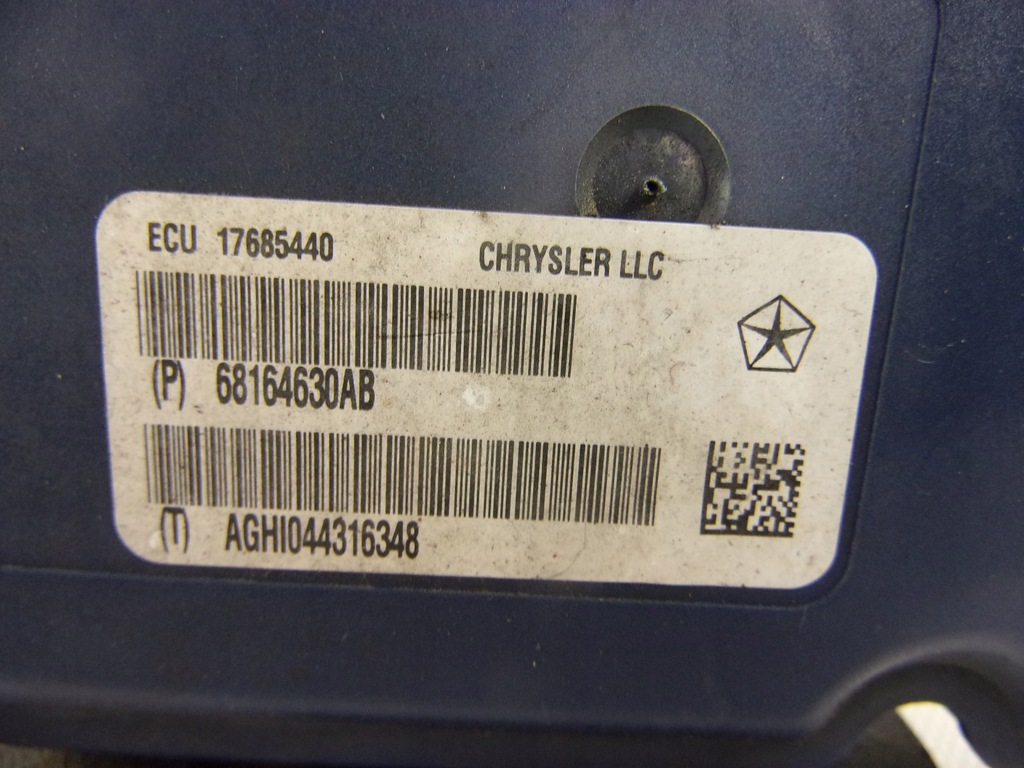 ECU 17685440 CHRYSLER LLC
(P) 68164630AB
(T) AGHI044316348